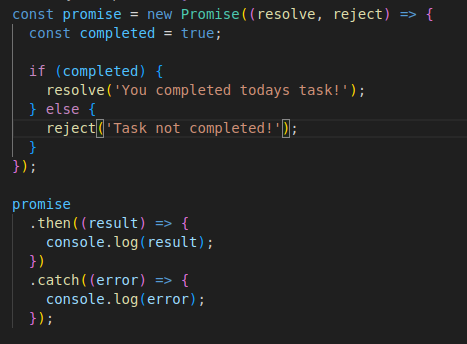 const promise = new Promise((resolve, reject) => {
  const completed = true;

  if (completed) {
    resolve('You completed todays task!');
  } else {
    reject('Task not completed!');
  }
});

promise
  .then((result) => {
    console.log(result);
  })
  .catch((error) => {
    console.log(error);
  });